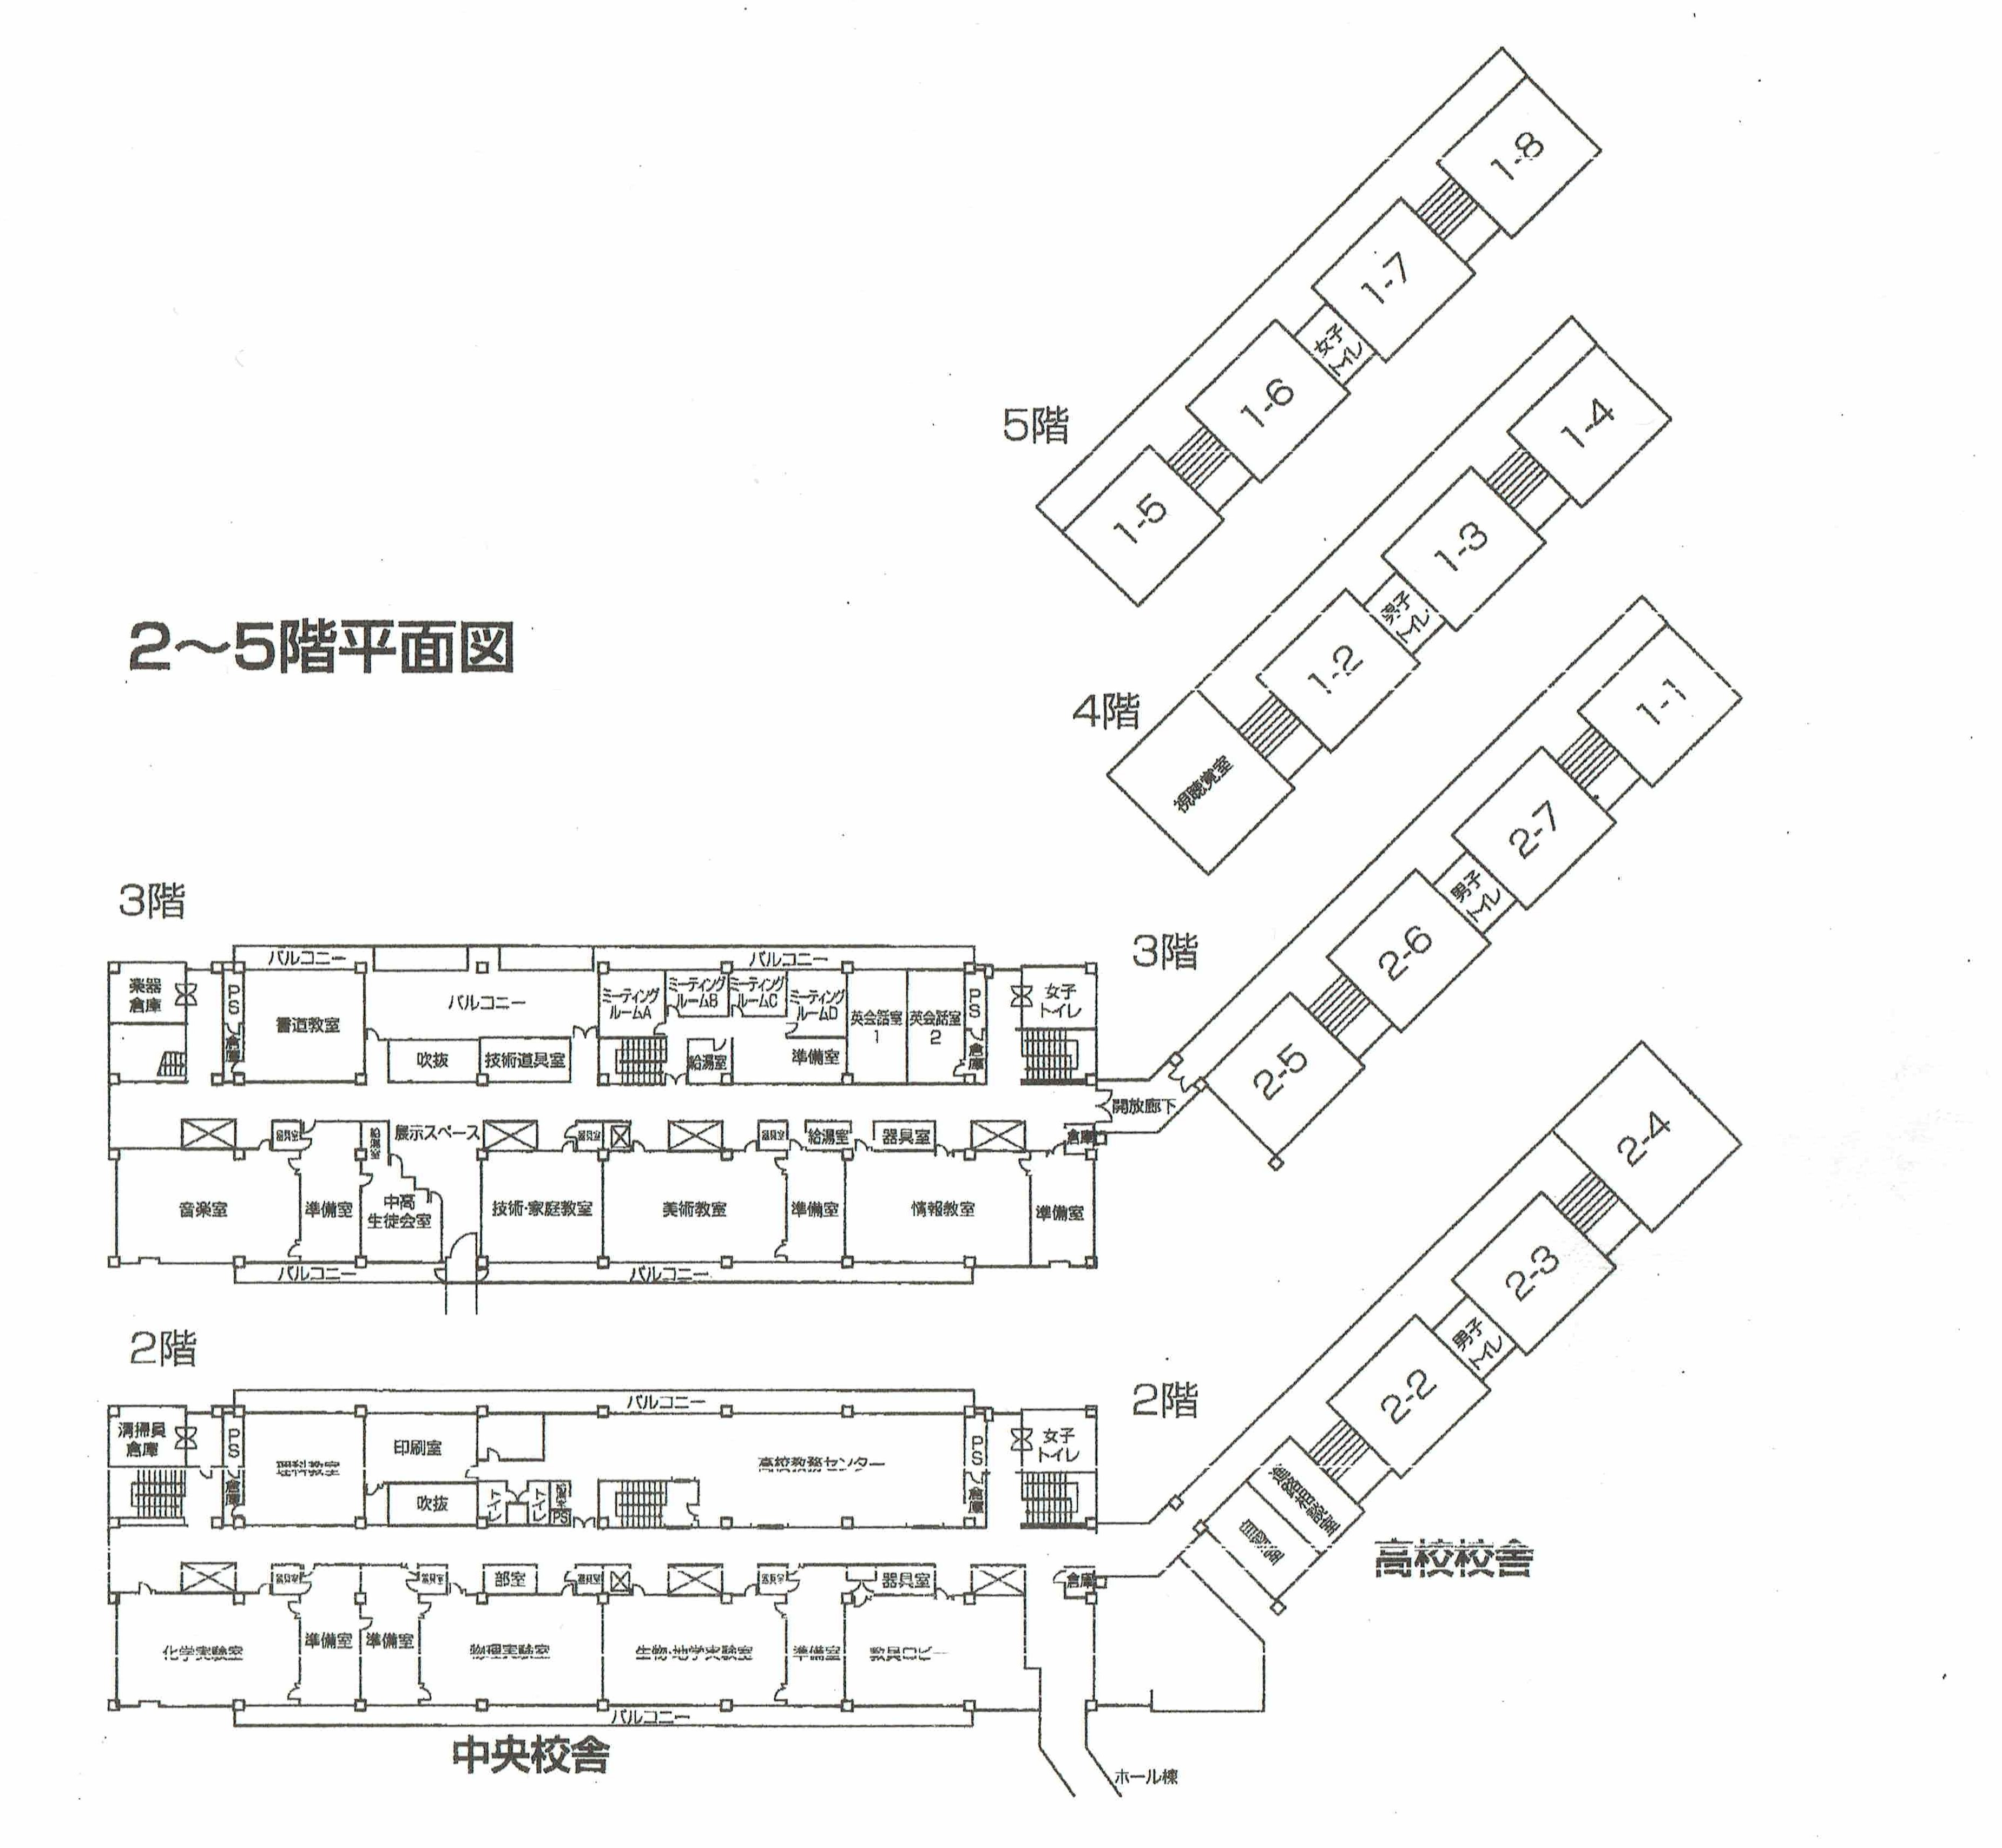 2～5階平面図
5階
1-8
1-7
女子
トイレ
1-6
1-5
4階
1-4
1-3
男子
トイレ
1-2
視聴覚室
3階
1-1
2-7
男子
トイレ
2-6
2-5
3階
バルコニー
バルコニー
楽器
倉庫
PS
倉庫
書道教室
バルコニー
吹抜
技術道具室
ミーティング
ルームA
ミーティング
ルームB
ミーティング
ルームC
ミーティング
ルームD
給湯室
準備室
英会話室
1
英会話室
2
PS
倉庫
女子
トイレ
開放廊下
器具室
展示スペース
器具室
器具室
給湯室
器具室
倉庫
音楽室
準備室
中高
生徒会室
技術・家庭教室
美術教室
準備室
情報教室
準備室
バルコニー
バルコニー
2階
2-4
2-3
男子
トイレ
2-2
進路相談室
高校校舎
2階
バルコニー
清掃員
倉庫
PS
倉庫
理科教室
印刷室
吹抜
トイレ
トイレ
PS
高校教務センター
PS
倉庫
女子
トイレ
器具室
器具室
部室
器具室
器具室
器具室
倉庫
化学実験室
準備室
準備室
物理実験室
生物・地学実験室
準備室
教員ロビー
バルコニー
中央校舎
ホール棟